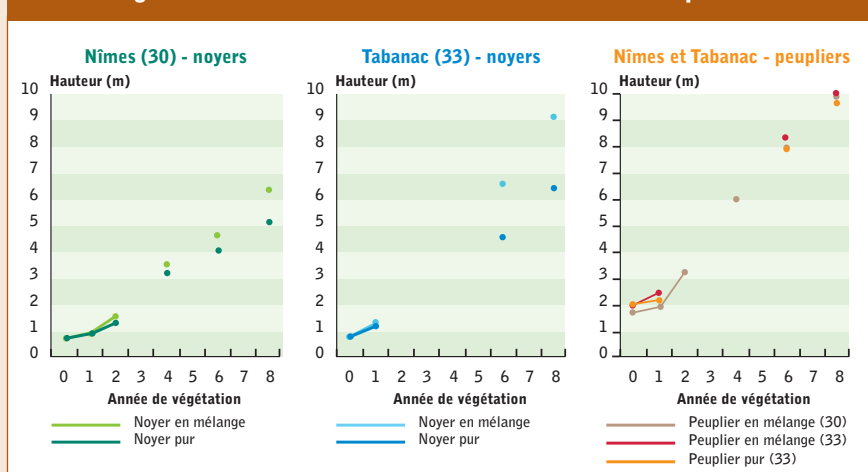 Nîmes (30) - noyers
Hauteur (m)
10
9
8
7
6
5
4
3
2
1
0
0 1 2 3 4 5 6 7 8
Année de végétation
Noyer en mélange
Noyer pur
Tabanac (33) - noyers
Hauteur (m)
10
9
8
7
6
5
4
3
2
1
0
0 1 2 3 4 5 6 7 8
Année de végétation
Noyer en mélange
Noyer pur
Nîmes et Tabanac - peupliers
Hauteur (m)
10
9
8
7
6
5
4
3
2
1
0
0 1 2 3 4 5 6 7 8
Année de végétation
Peuplier en mélange (30)
Peuplier en mélange (33)
Peuplier pur (33)